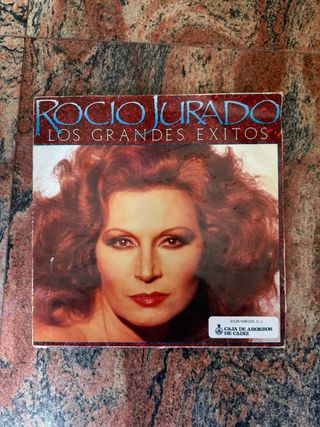 ROCIO JURADO
LOS GRANDES EXITOS
CAJA DE AHORROS
DE CADIZ